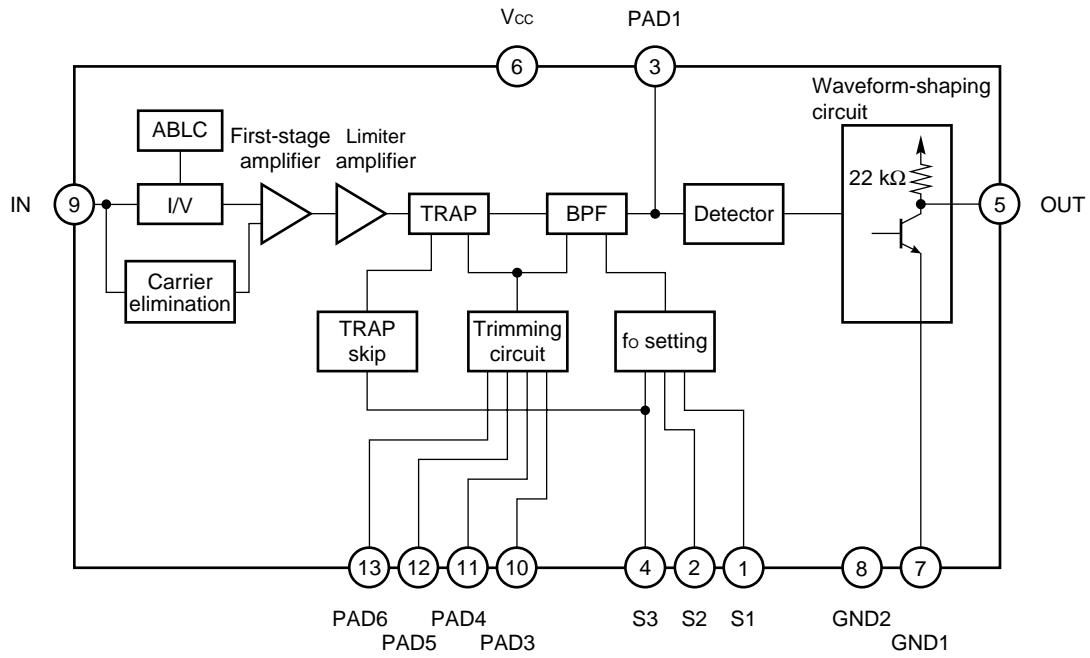 VCC
PAD1
6
3
Waveform-shaping
circuit
ABLC
First-stage
amplifier
Limiter
amplifier
22 kΩ
IN
9
I/V
TRAP
BPF
Detector
5
OUT
Carrier
elimination
TRAP
skip
Trimming
circuit
fO setting
13
12
11
10
4
2
1
8
7
PAD6
PAD5
PAD4
PAD3
S3
S2
S1
GND2
GND1